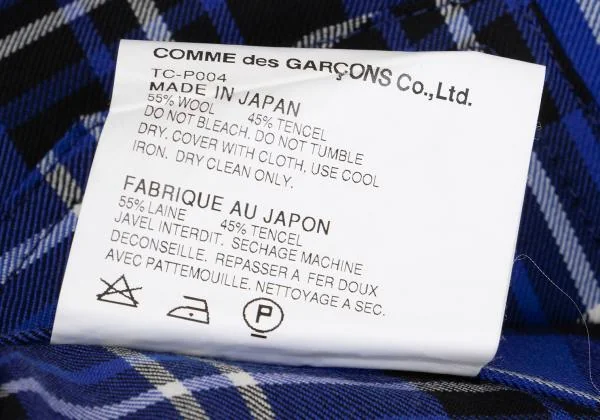 COMME des GARÇONS Co.,Ltd.
TC-P004
MADE IN JAPAN
55% WOOL 45% TENCEL
DO NOT BLEACH. DO NOT TUMBLE
DRY. COVER WITH CLOTH, USE COOL
IRON. DRY CLEAN ONLY.
FABRIQUE AU JAPON
55% LAINE 45% TENCEL
JAVEL INTERDIT. SECHAGE MACHINE
DECONSEILLE. REPASSER A FER DOUX
AVEC PATTEMOUILLE. NETTOYAGE A SEC.
P